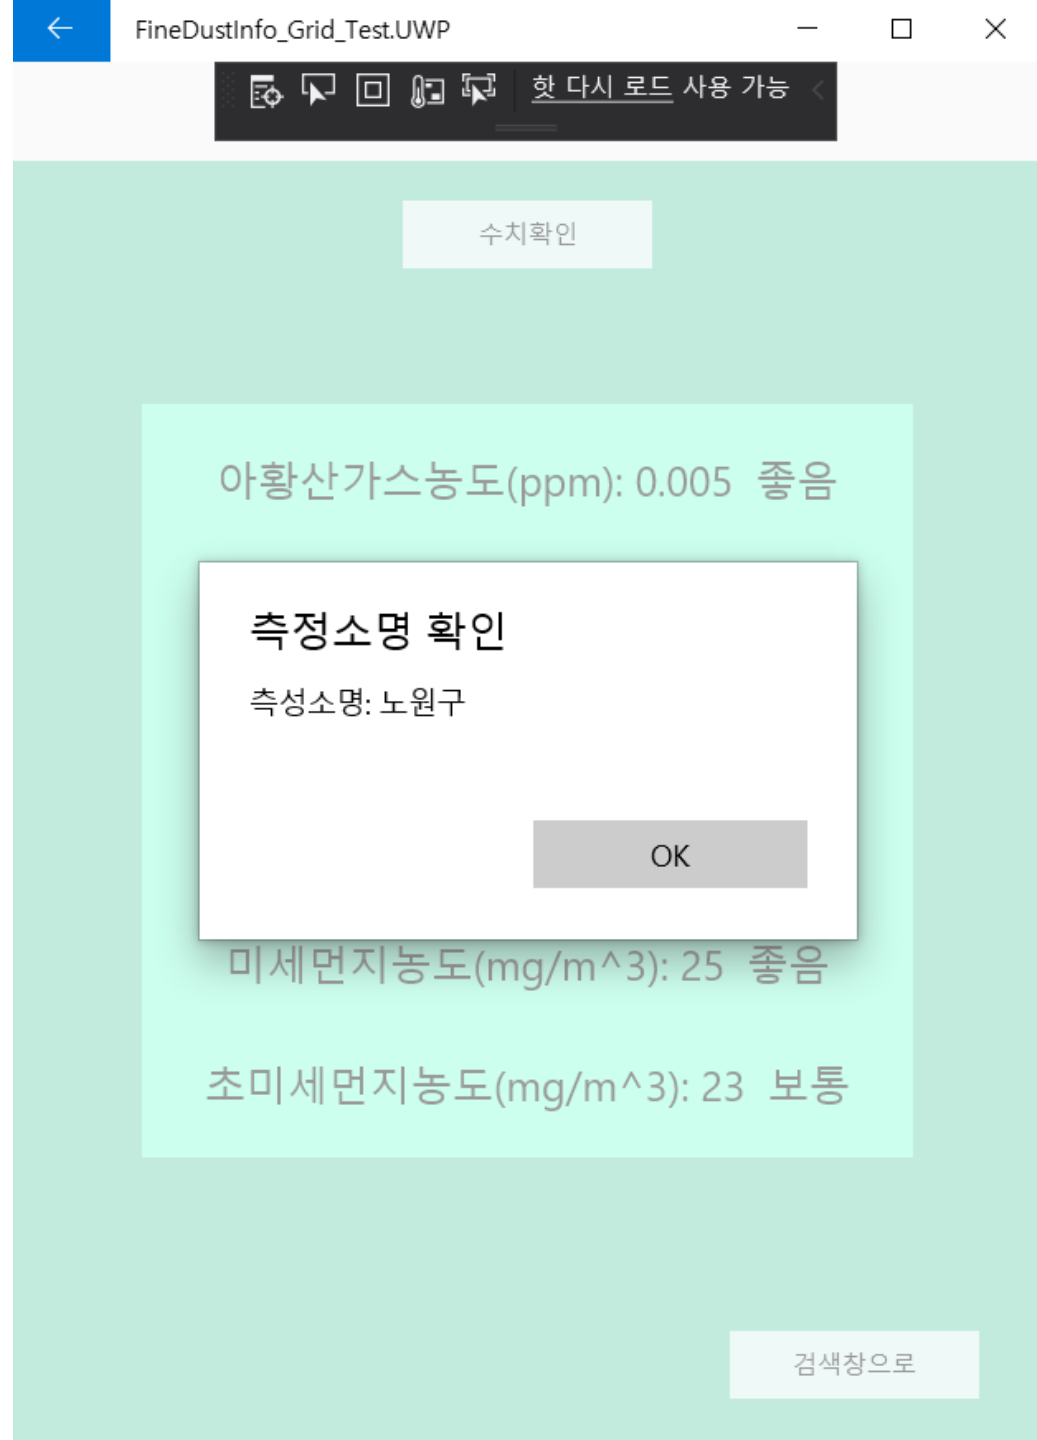 FineDustInfo_Grid_Test.UWP
핫 다시 로드 사용 가능
수치확인
아황산가스농도(ppm): 0.005 좋음
측정소명 확인
측성소명: 노원구
OK
미세먼지농도(mg/m^3): 25 좋음
초미세먼지농도(mg/m^3): 23 보통
검색창으로